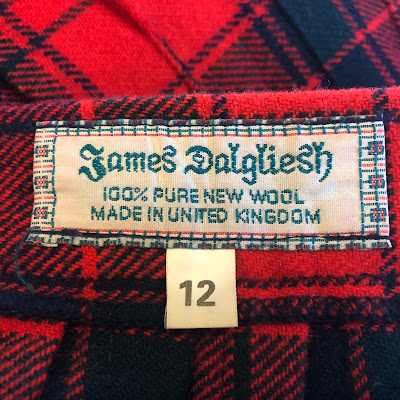 James Dalgliesh
100% PURE NEW WOOL
MADE IN UNITED KINGDOM
12